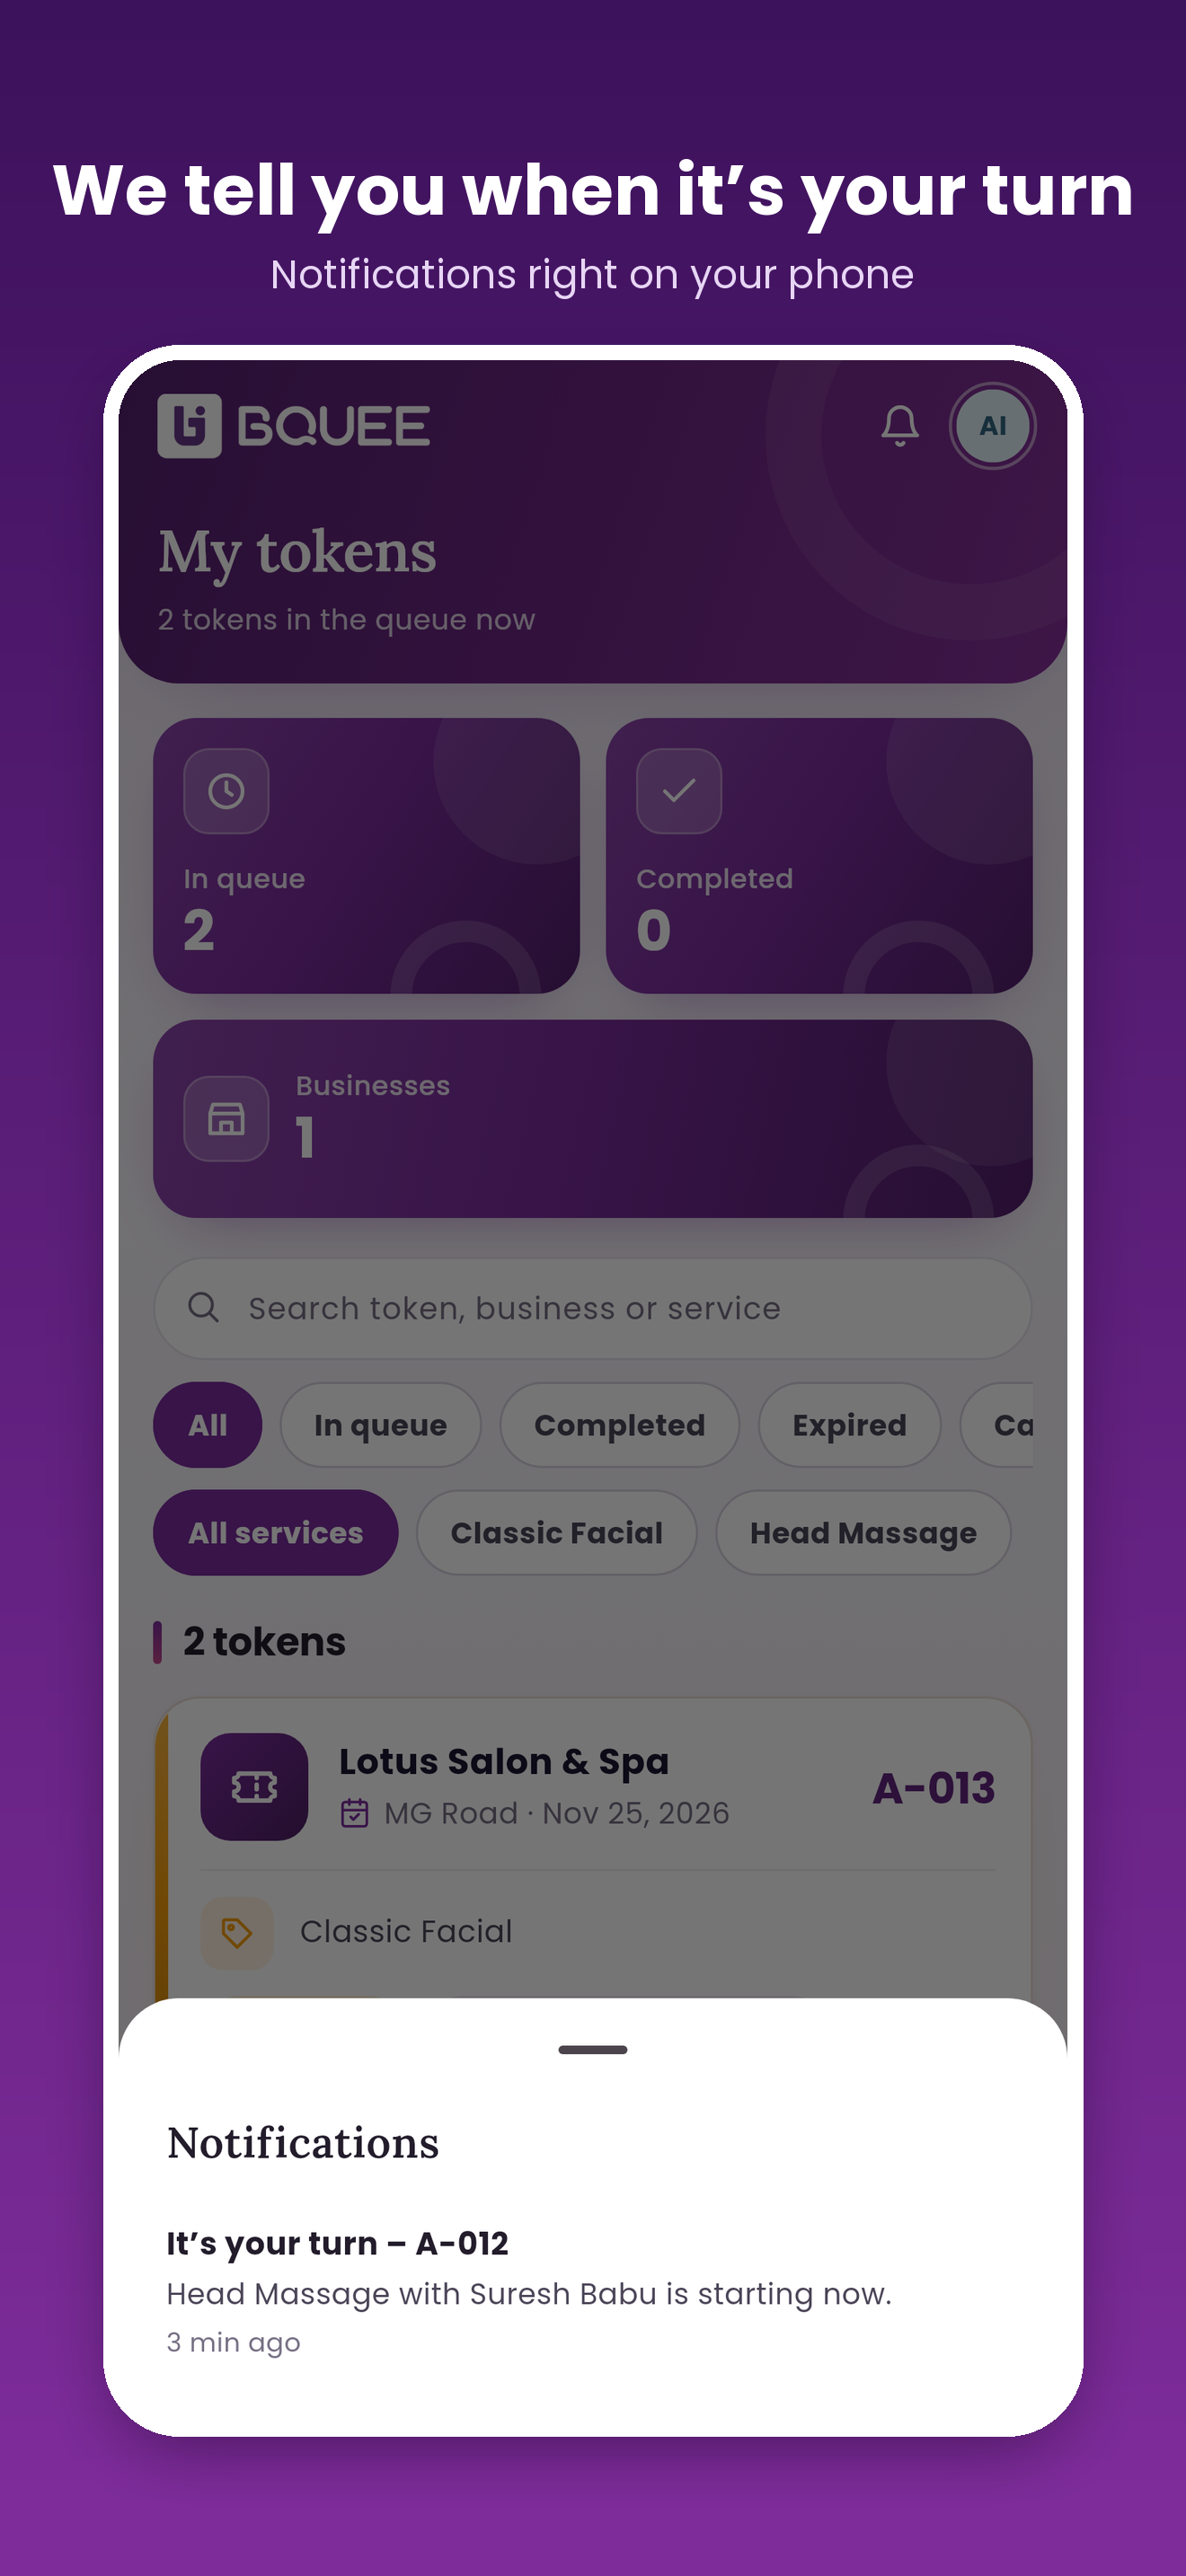 We tell you when it’s your turn
Notifications right on your phone
BQUEE
AI
My tokens
2 tokens in the queue now
In queue
2
Completed
0
Businesses
1
Search token, business or service
All
In queue
Completed
Expired
Ca
All services
Classic Facial
Head Massage
2 tokens
Lotus Salon & Spa
MG Road · Nov 25, 2026
A-013
Classic Facial
Notifications
It’s your turn – A-012
Head Massage with Suresh Babu is starting now.
3 min ago